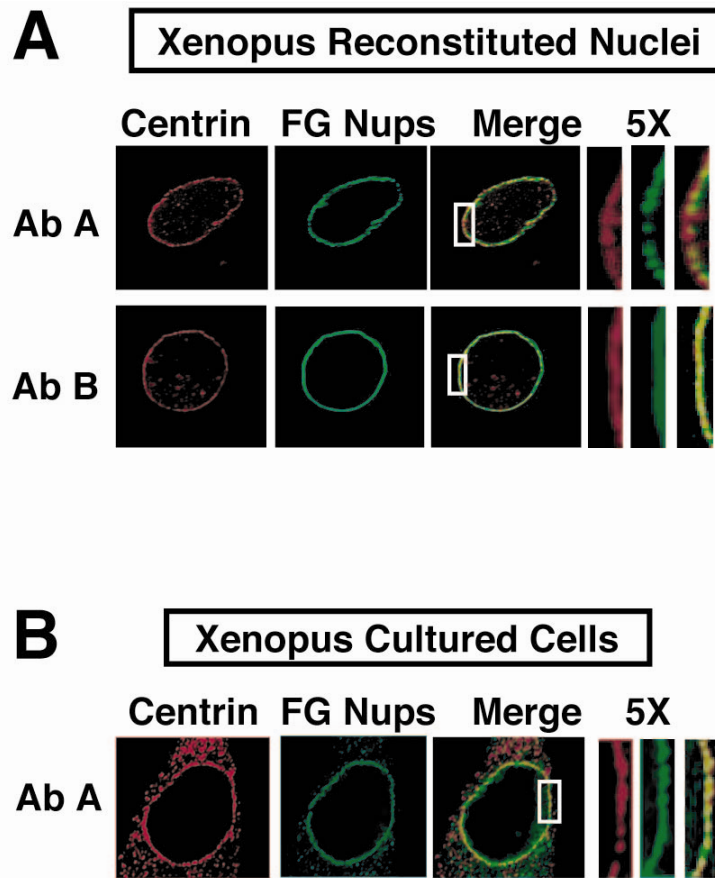 A
Xenopus Reconstituted Nuclei
Centrin FG Nups Merge 5X
Ab A
Ab B
B
Xenopus Cultured Cells
Centrin FG Nups Merge 5X
Ab A